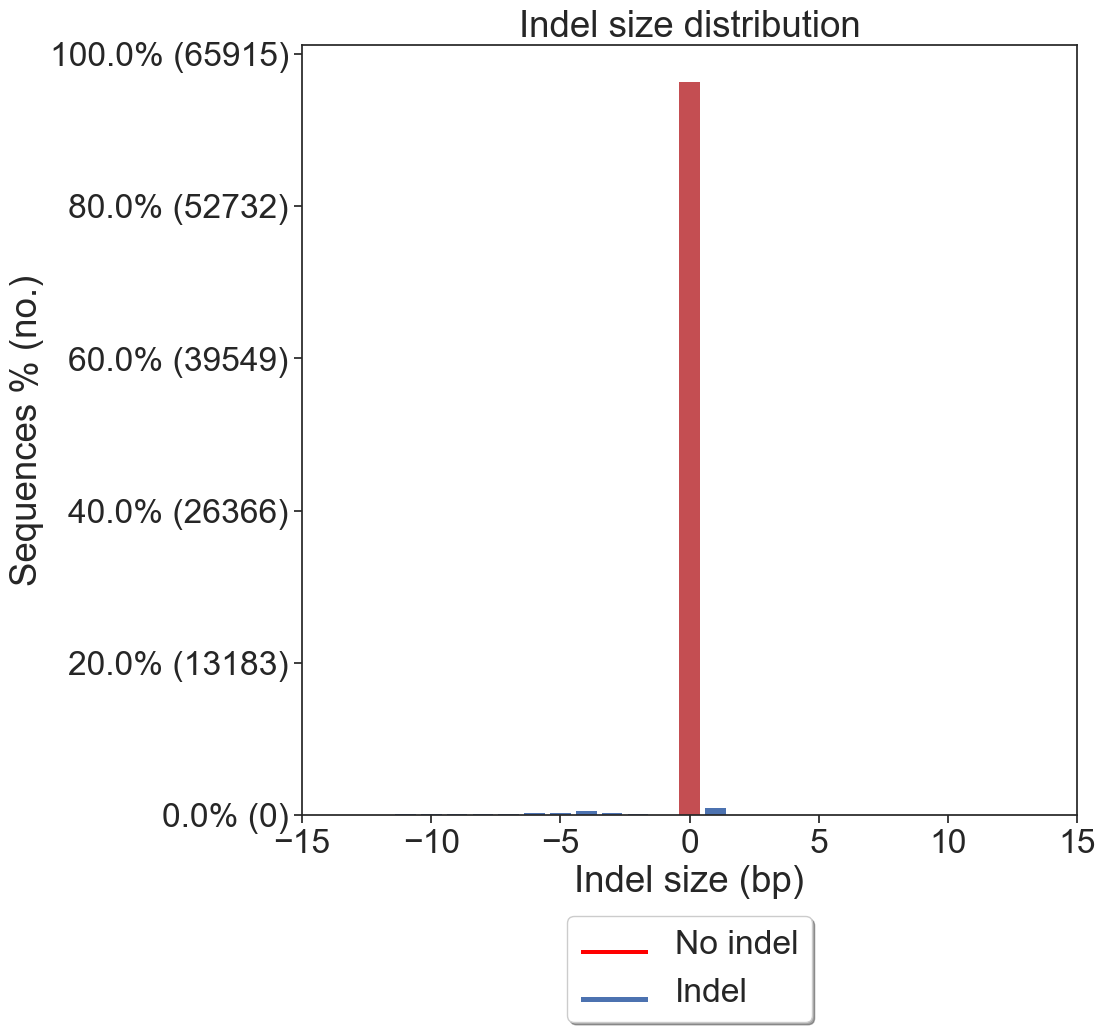 Indel size distribution
100.0% (65915)
80.0% (52732)
60.0% (39549)
40.0% (26366)
20.0% (13183)
0.0% (0)
Sequences % (no.)
−15 −10 −5 0 5 10 15
Indel size (bp)
No indel
Indel